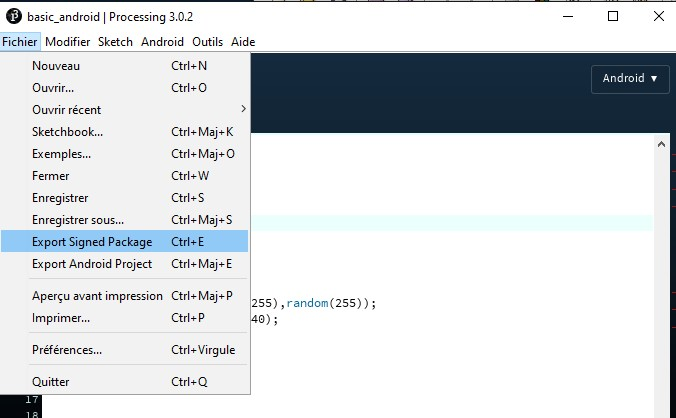 basic_android | Processing 3.0.2
Fichier Modifier Sketch Android Outils Aide
Nouveau Ctrl+N
Ouvrir... Ctrl+O
Ouvrir récent
Sketchbook... Ctrl+Maj+K
Exemples... Ctrl+Maj+O
Fermer Ctrl+W
Enregistrer Ctrl+S
Enregistrer sous... Ctrl+Maj+S
Export Signed Package Ctrl+E
Export Android Project Ctrl+Maj+E
Aperçu avant impression Ctrl+Maj+P
Imprimer... Ctrl+P
Préférences... Ctrl+Virgule
Quitter Ctrl+Q
Android ▾
255),random(255));
40);
17
18